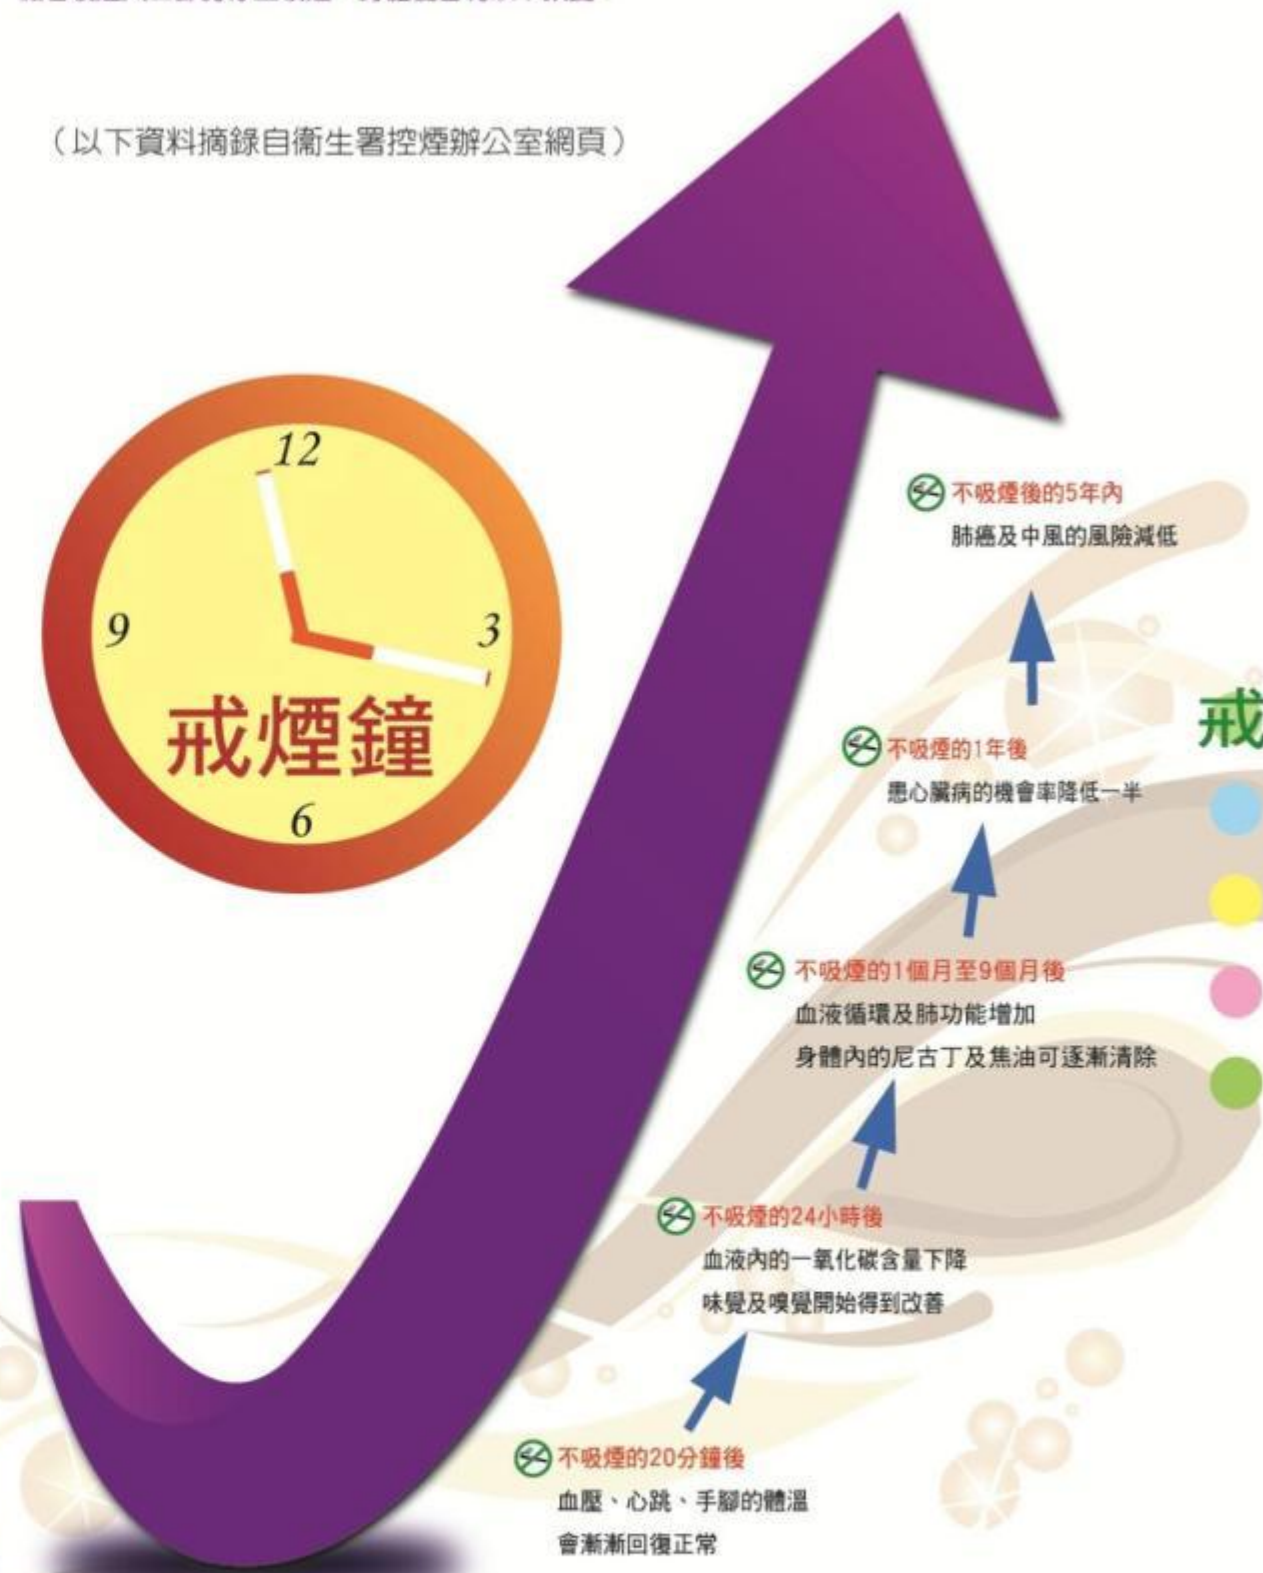 （以下資料摘錄自衞生署控煙辦公室網頁）
12
9
3
戒煙鐘
6
不吸煙後的5年內
肺癌及中風的風險減低
戒
不吸煙的1年後
患心臟病的機會率降低一半
不吸煙的1個月至9個月後
血液循環及肺功能增加
身體內的尼古丁及焦油可逐漸清除
不吸煙的24小時後
血液內的一氧化碳含量下降
味覺及嗅覺開始得到改善
不吸煙的20分鐘後
血壓、心跳、手腳的體溫
會漸漸回復正常